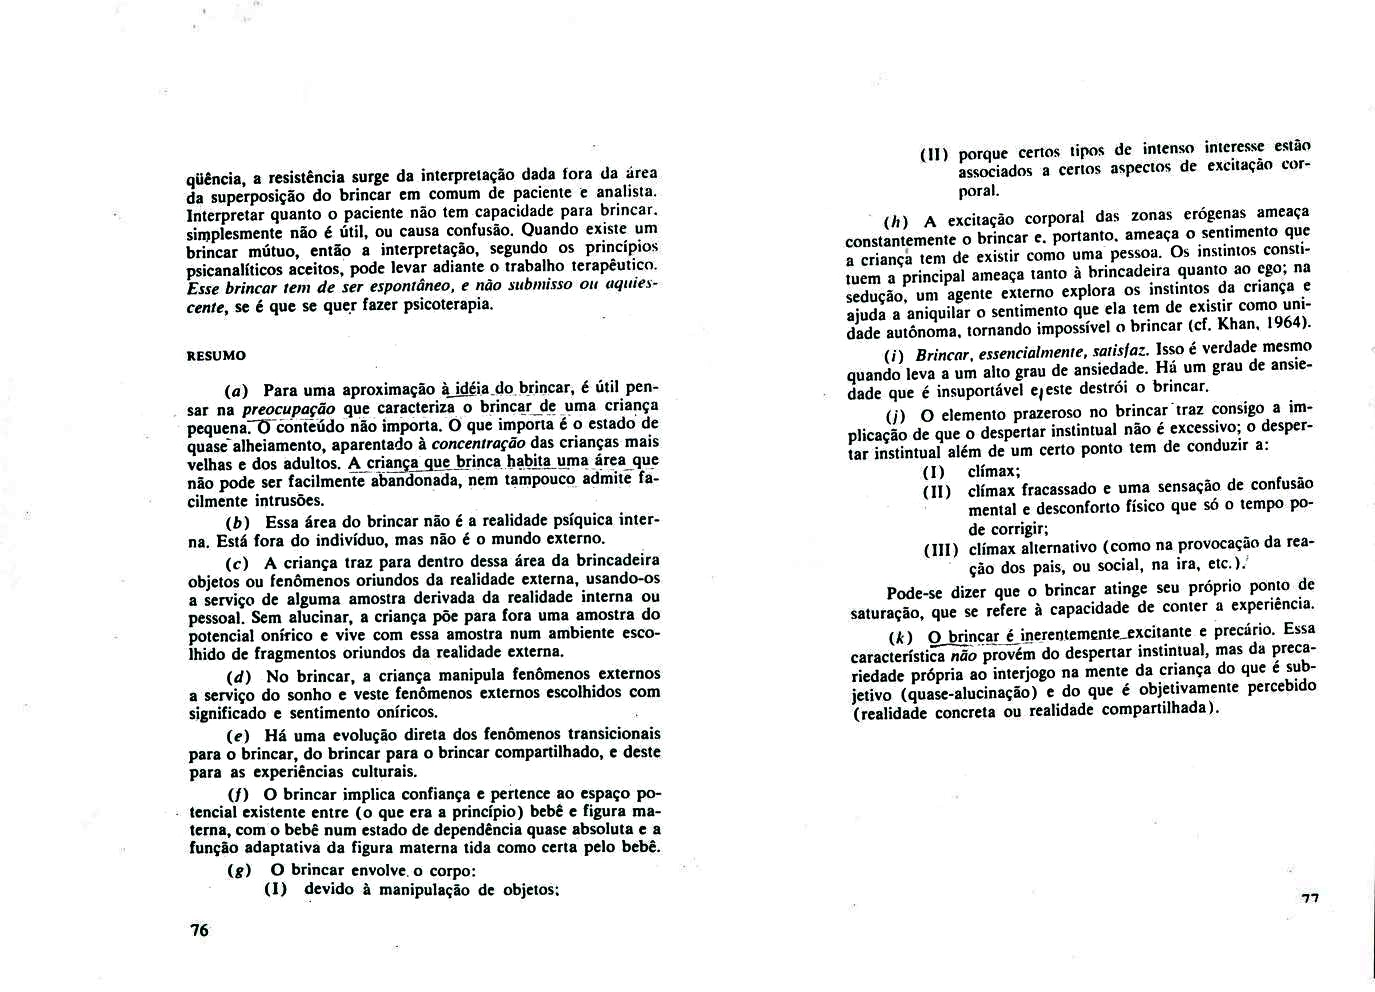 qüência, a resistência surge da interpretação dada fora da área
da superposição do brincar em comum de paciente e analista.
Interpretar quanto o paciente não tem capacidade para brincar,
simplesmente não é útil, ou causa confusão. Quando existe um
brincar mútuo, então a interpretação, segundo os princípios
psicanalíticos aceitos, pode levar adiante o trabalho terapêutico.
Esse brincar tem de ser espontâneo, e não submisso ou aquies-
cente, se é que se quer fazer psicoterapia.
RESUMO
(a) Para uma aproximação à idéia do brincar, é útil pen-
sar na preocupação que caracteriza o brincar de uma criança
pequena. O conteúdo não importa. O que importa é o estado de
quase alheiamento, aparentado à concentração das crianças mais
velhas e dos adultos. A criança que brinca habita uma área que
não pode ser facilmente abandonada, nem tampouco admite fa-
cilmente intrusões.
(b) Essa área do brincar não é a realidade psíquica inter-
na. Está fora do indivíduo, mas não é o mundo externo.
(c) A criança traz para dentro dessa área da brincadeira
objetos ou fenômenos oriundos da realidade externa, usando-os
a serviço de alguma amostra derivada da realidade interna ou
pessoal. Sem alucinar, a criança põe para fora uma amostra do
potencial onírico e vive com essa amostra num ambiente esco-
lhido de fragmentos oriundos da realidade externa.
(d) No brincar, a criança manipula fenômenos externos
a serviço do sonho e veste fenômenos externos escolhidos com
significado e sentimento oníricos.
(e) Há uma evolução direta dos fenômenos transicionais
para o brincar, do brincar para o brincar compartilhado, e deste
para as experiências culturais.
(f) O brincar implica confiança e pertence ao espaço po-
tencial existente entre (o que era a princípio) bebê e figura ma-
terna, com o bebê num estado de dependência quase absoluta e a
função adaptativa da figura materna tida como certa pelo bebê.
(g) O brincar envolve o corpo:
(I) devido à manipulação de objetos;
76
(II) porque certos tipos de intenso interesse estão
associados a certos aspectos de excitação cor-
poral.
(h) A excitação corporal das zonas erógenas ameaça
constantemente o brincar e, portanto, ameaça o sentimento que
a criança tem de existir como uma pessoa. Os instintos consti-
tuem a principal ameaça tanto à brincadeira quanto ao ego; na
sedução, um agente externo explora os instintos da criança e
ajuda a aniquilar o sentimento que ela tem de existir como uni-
dade autônoma, tornando impossível o brincar (cf. Khan, 1964).
(i) Brincar, essencialmente, satisfaz. Isso é verdade mesmo
quando leva a um alto grau de ansiedade. Há um grau de ansie-
dade que é insuportável e este destrói o brincar.
(j) O elemento prazeroso no brincar traz consigo a im-
plicação de que o despertar instintual não é excessivo; o desper-
tar instintual além de um certo ponto tem de conduzir a:
(I) clímax;
(II) clímax fracassado e uma sensação de confusão
mental e desconforto físico que só o tempo po-
de corrigir;
(III) clímax alternativo (como na provocação da rea-
ção dos pais, ou social, na ira, etc.).
Pode-se dizer que o brincar atinge seu próprio ponto de
saturação, que se refere à capacidade de conter a experiência.
(k) O brincar é inerentemente excitante e precário. Essa
característica não provém do despertar instintual, mas da preca-
riedade própria ao interjogo na mente da criança do que é sub-
jetivo (quase-alucinação) e do que é objetivamente percebido
(realidade concreta ou realidade compartilhada).
77